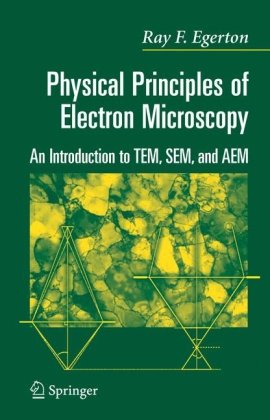 Ray F. Egerton
Physical Principles of
Electron Microscopy
An Introduction to TEM, SEM, and AEM
Springer